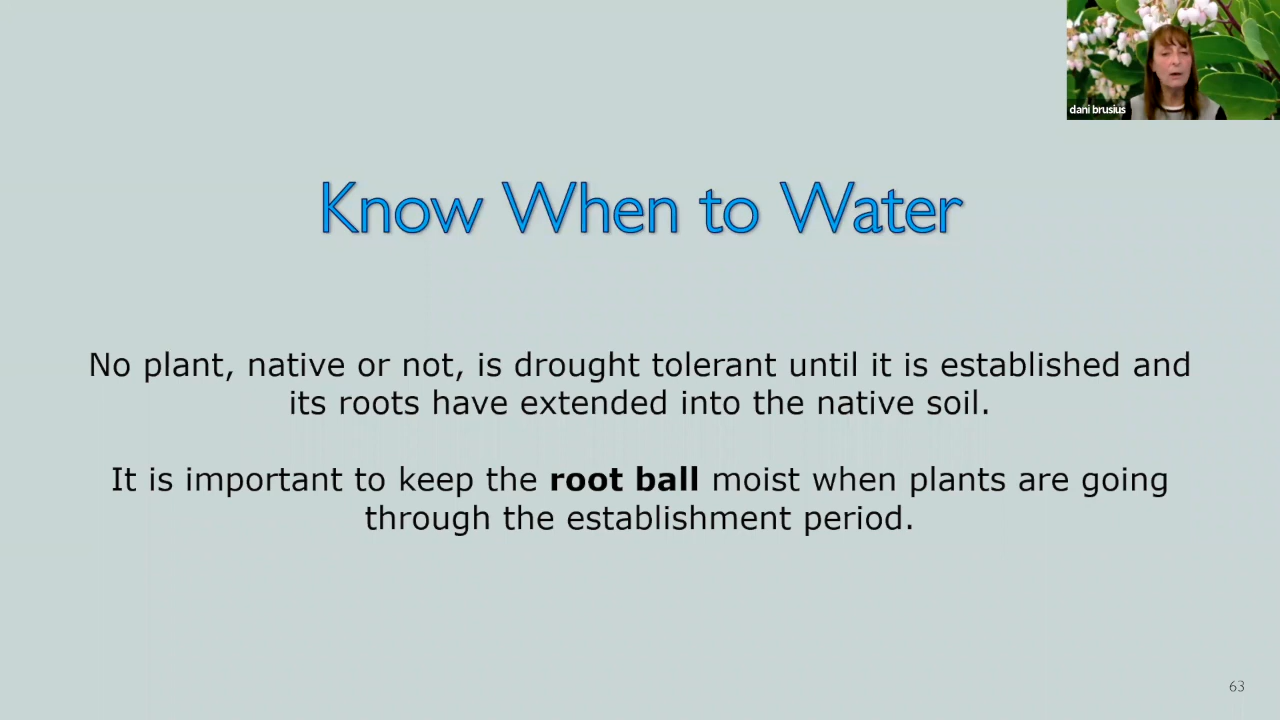 dani brusius
Know When to Water
No plant, native or not, is drought tolerant until it is established and
its roots have extended into the native soil.
It is important to keep the root ball moist when plants are going
through the establishment period.
63